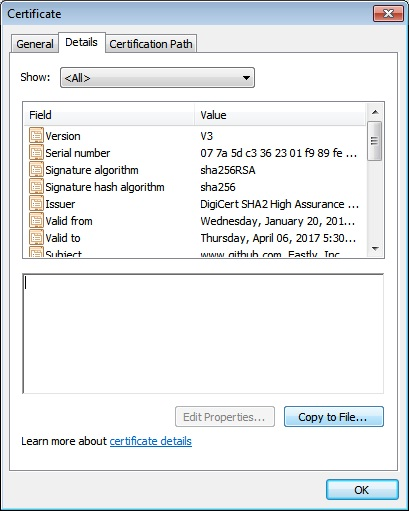 Certificate
General Details Certification Path
Show: <All>
Field Value
Version V3
Serial number 07 7a 5d c3 36 23 01 f9 89 fe ...
Signature algorithm sha256RSA
Signature hash algorithm sha256
Issuer DigiCert SHA2 High Assurance ...
Valid from Wednesday, January 20, 201...
Valid to Thursday, April 06, 2017 5:30...
Subject www.github.com, Fastly, Inc.
Edit Properties... Copy to File...
Learn more about certificate details
OK